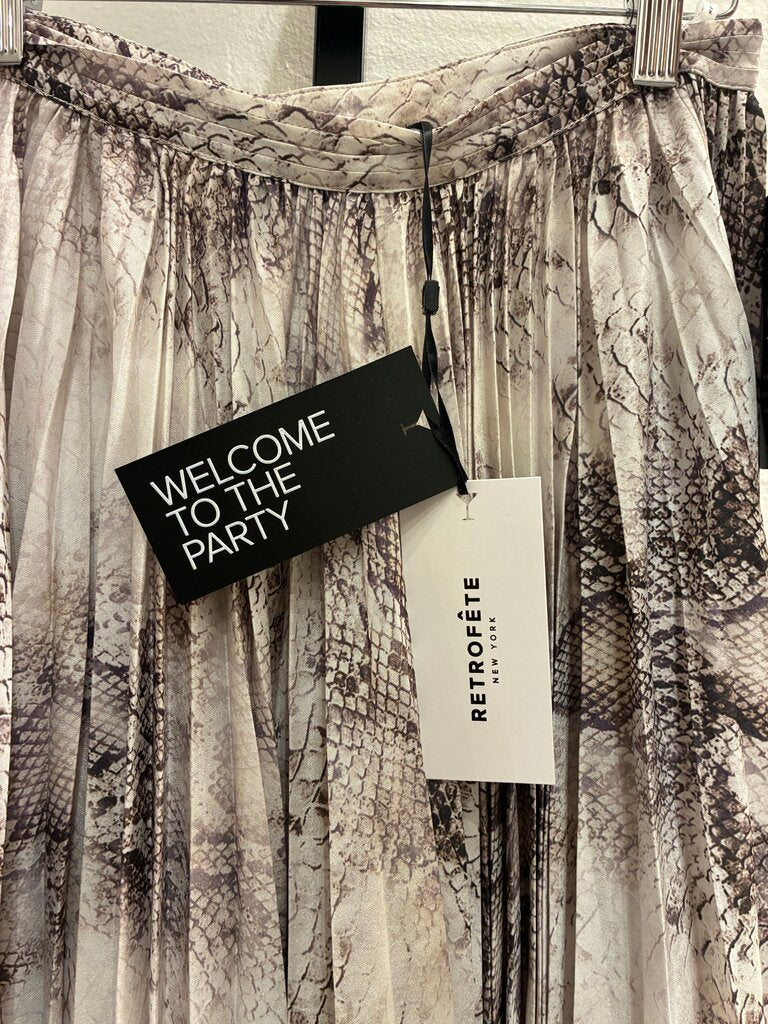 WELCOME
TO THE
PARTY
RETROFÊTE
NEW YORK